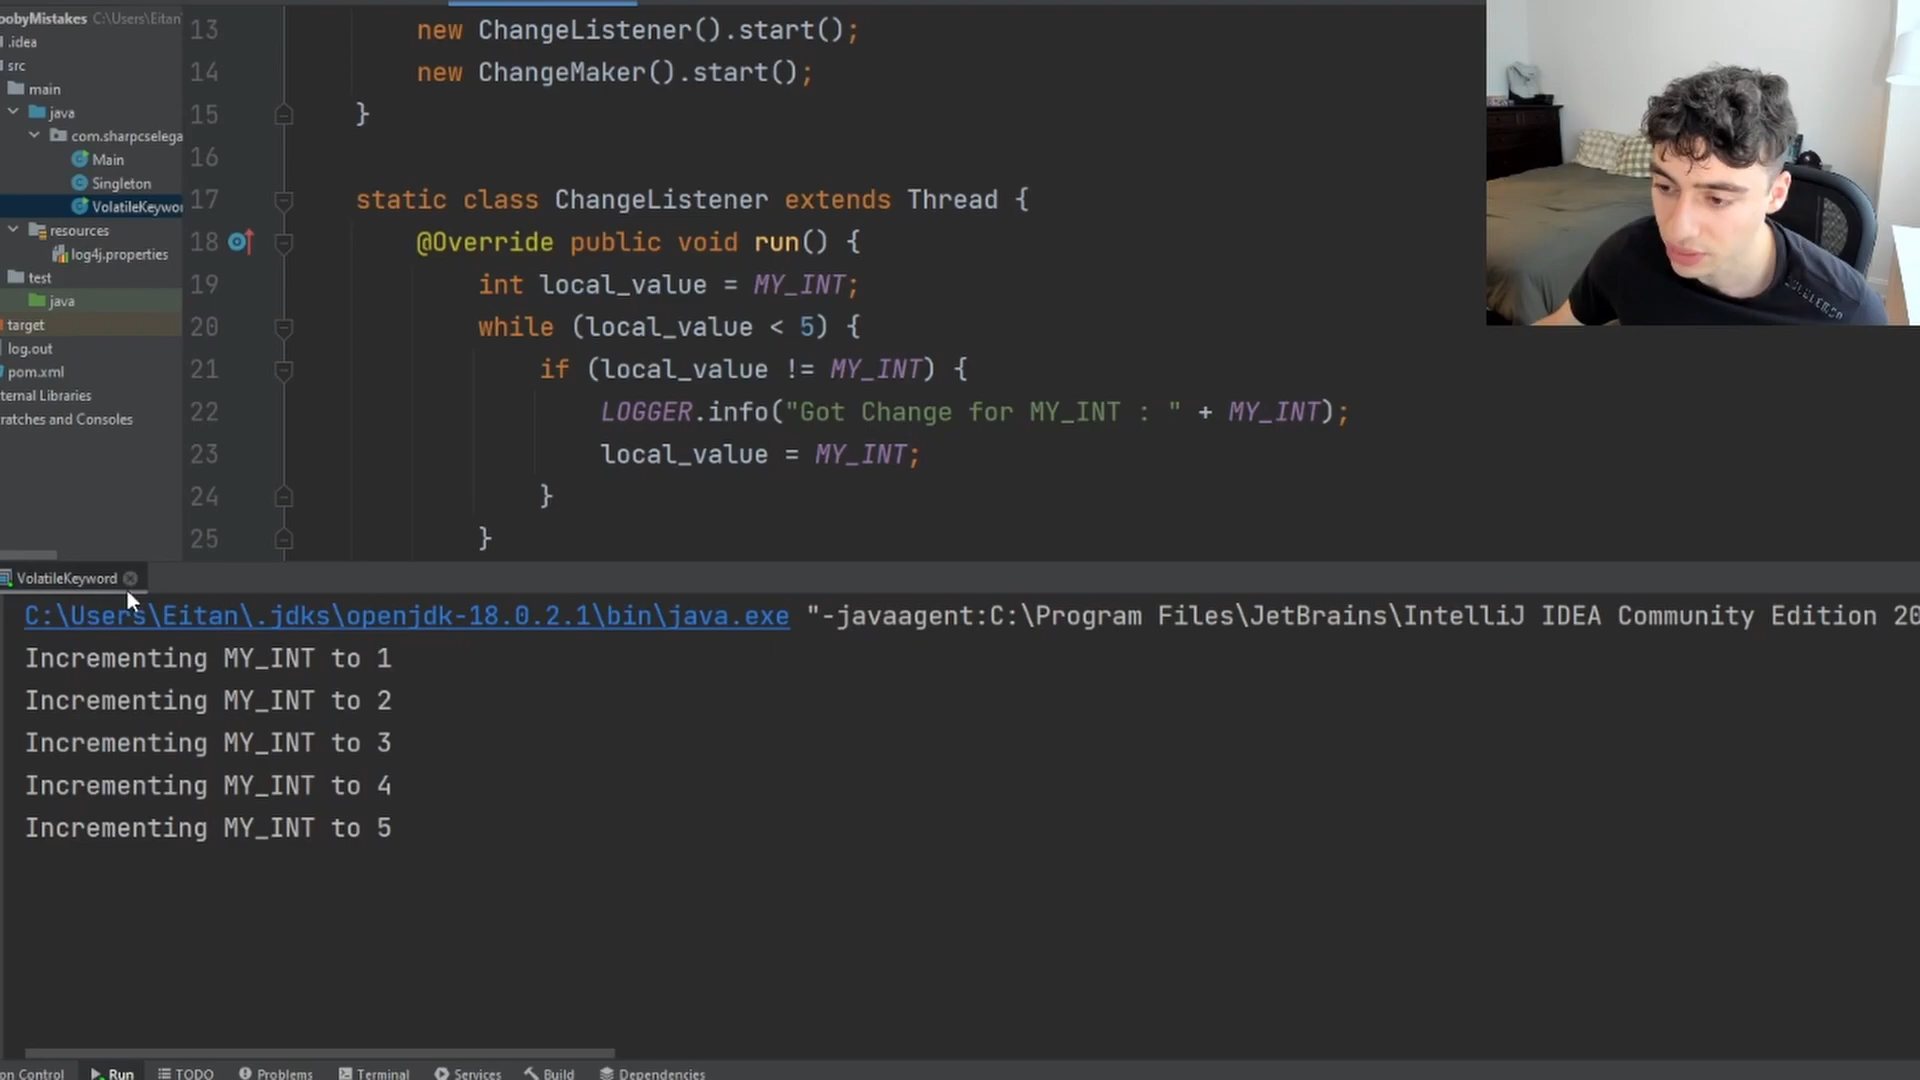 oobyMistakes C:\Users\Eitan\
.idea
src
main
java
com.sharpcselega
Main
Singleton
VolatileKeywor
resources
log4j.properties
test
java
target
log.out
pom.xml
ternal Libraries
ratches and Consoles
13 new ChangeListener().start();
14 new ChangeMaker().start();
15 }
16
17 static class ChangeListener extends Thread {
18 @Override public void run() {
19 int local_value = MY_INT;
20 while (local_value < 5) {
21 if (local_value != MY_INT) {
22 LOGGER.info("Got Change for MY_INT : " + MY_INT);
23 local_value = MY_INT;
24 }
25 }
VolatileKeyword
C:\Users\Eitan\.jdks\openjdk-18.0.2.1\bin\java.exe "-javaagent:C:\Program Files\JetBrains\IntelliJ IDEA Community Edition 20
Incrementing MY_INT to 1
Incrementing MY_INT to 2
Incrementing MY_INT to 3
Incrementing MY_INT to 4
Incrementing MY_INT to 5
on Control Run TODO Problems Terminal Services Build Dependencies